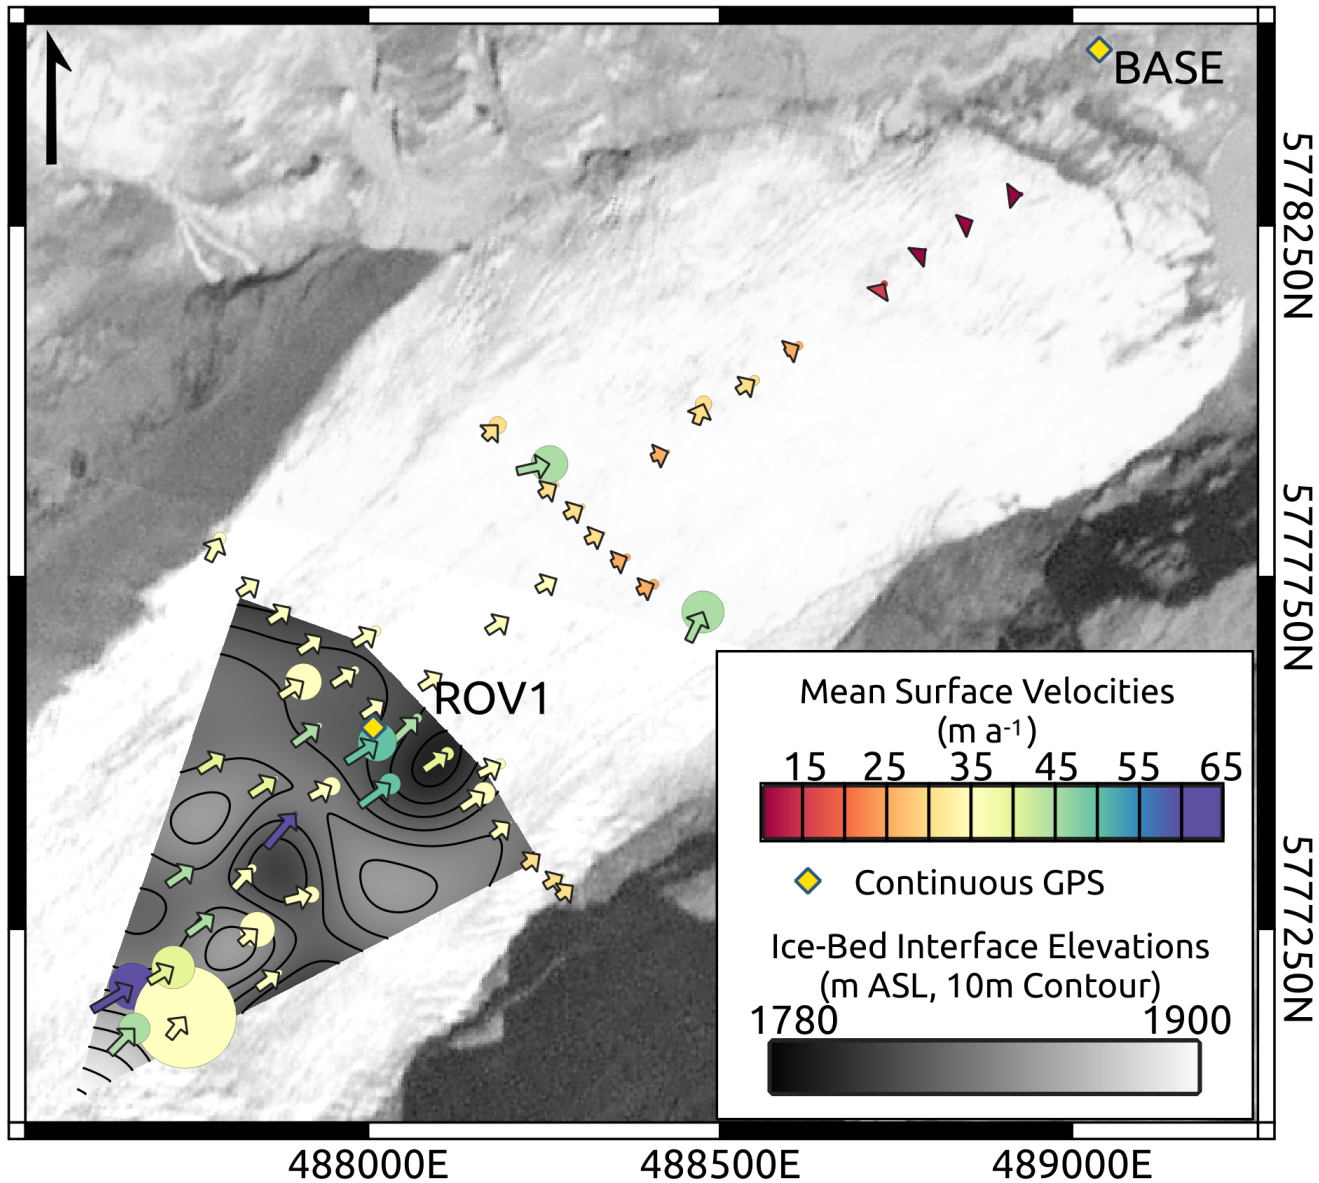 BASE
5778250N
ROV1
5777750N
Mean Surface Velocities
(m a-1)
15 25 35 45 55 65
Continuous GPS
Ice-Bed Interface Elevations
(m ASL, 10m Contour)
1780 1900
5777250N
488000E 488500E 489000E